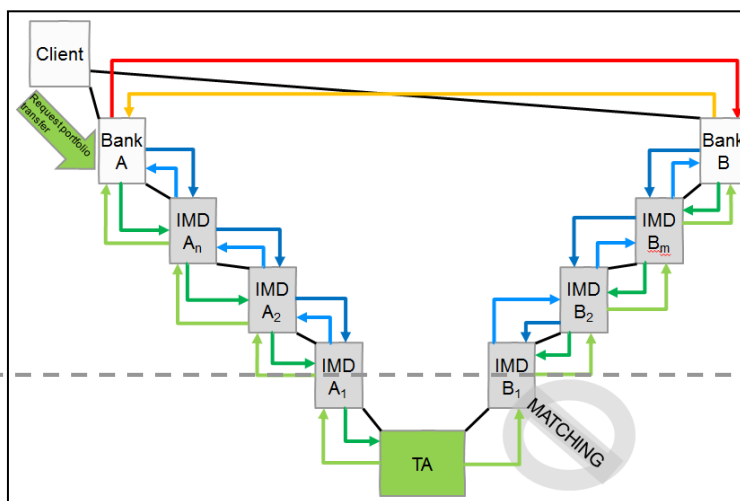 Client
Request portfolio
transfer
Bank
A
Bank
B
IMD
An
IMD
Bm
IMD
A2
IMD
B2
IMD
A1
IMD
B1
MATCHING
TA